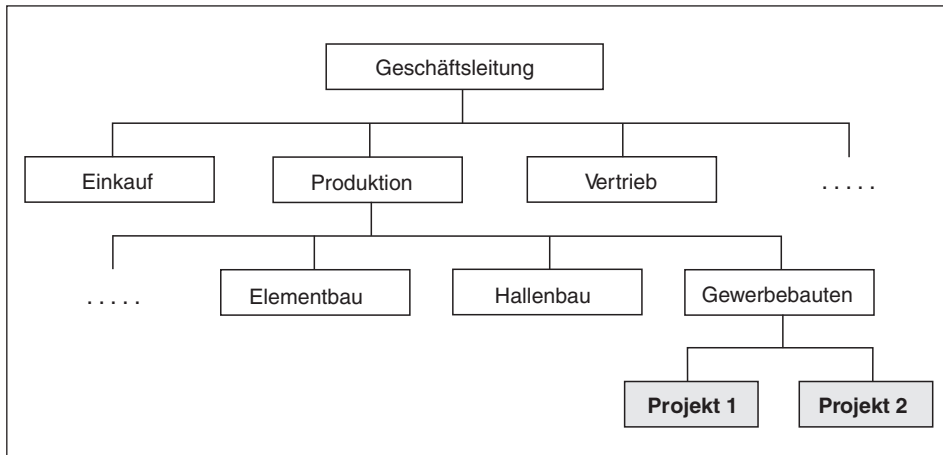 Geschäftsleitung
Einkauf
Produktion
Vertrieb
. . . . .
. . . . .
Elementbau
Hallenbau
Gewerbebauten
Projekt 1
Projekt 2